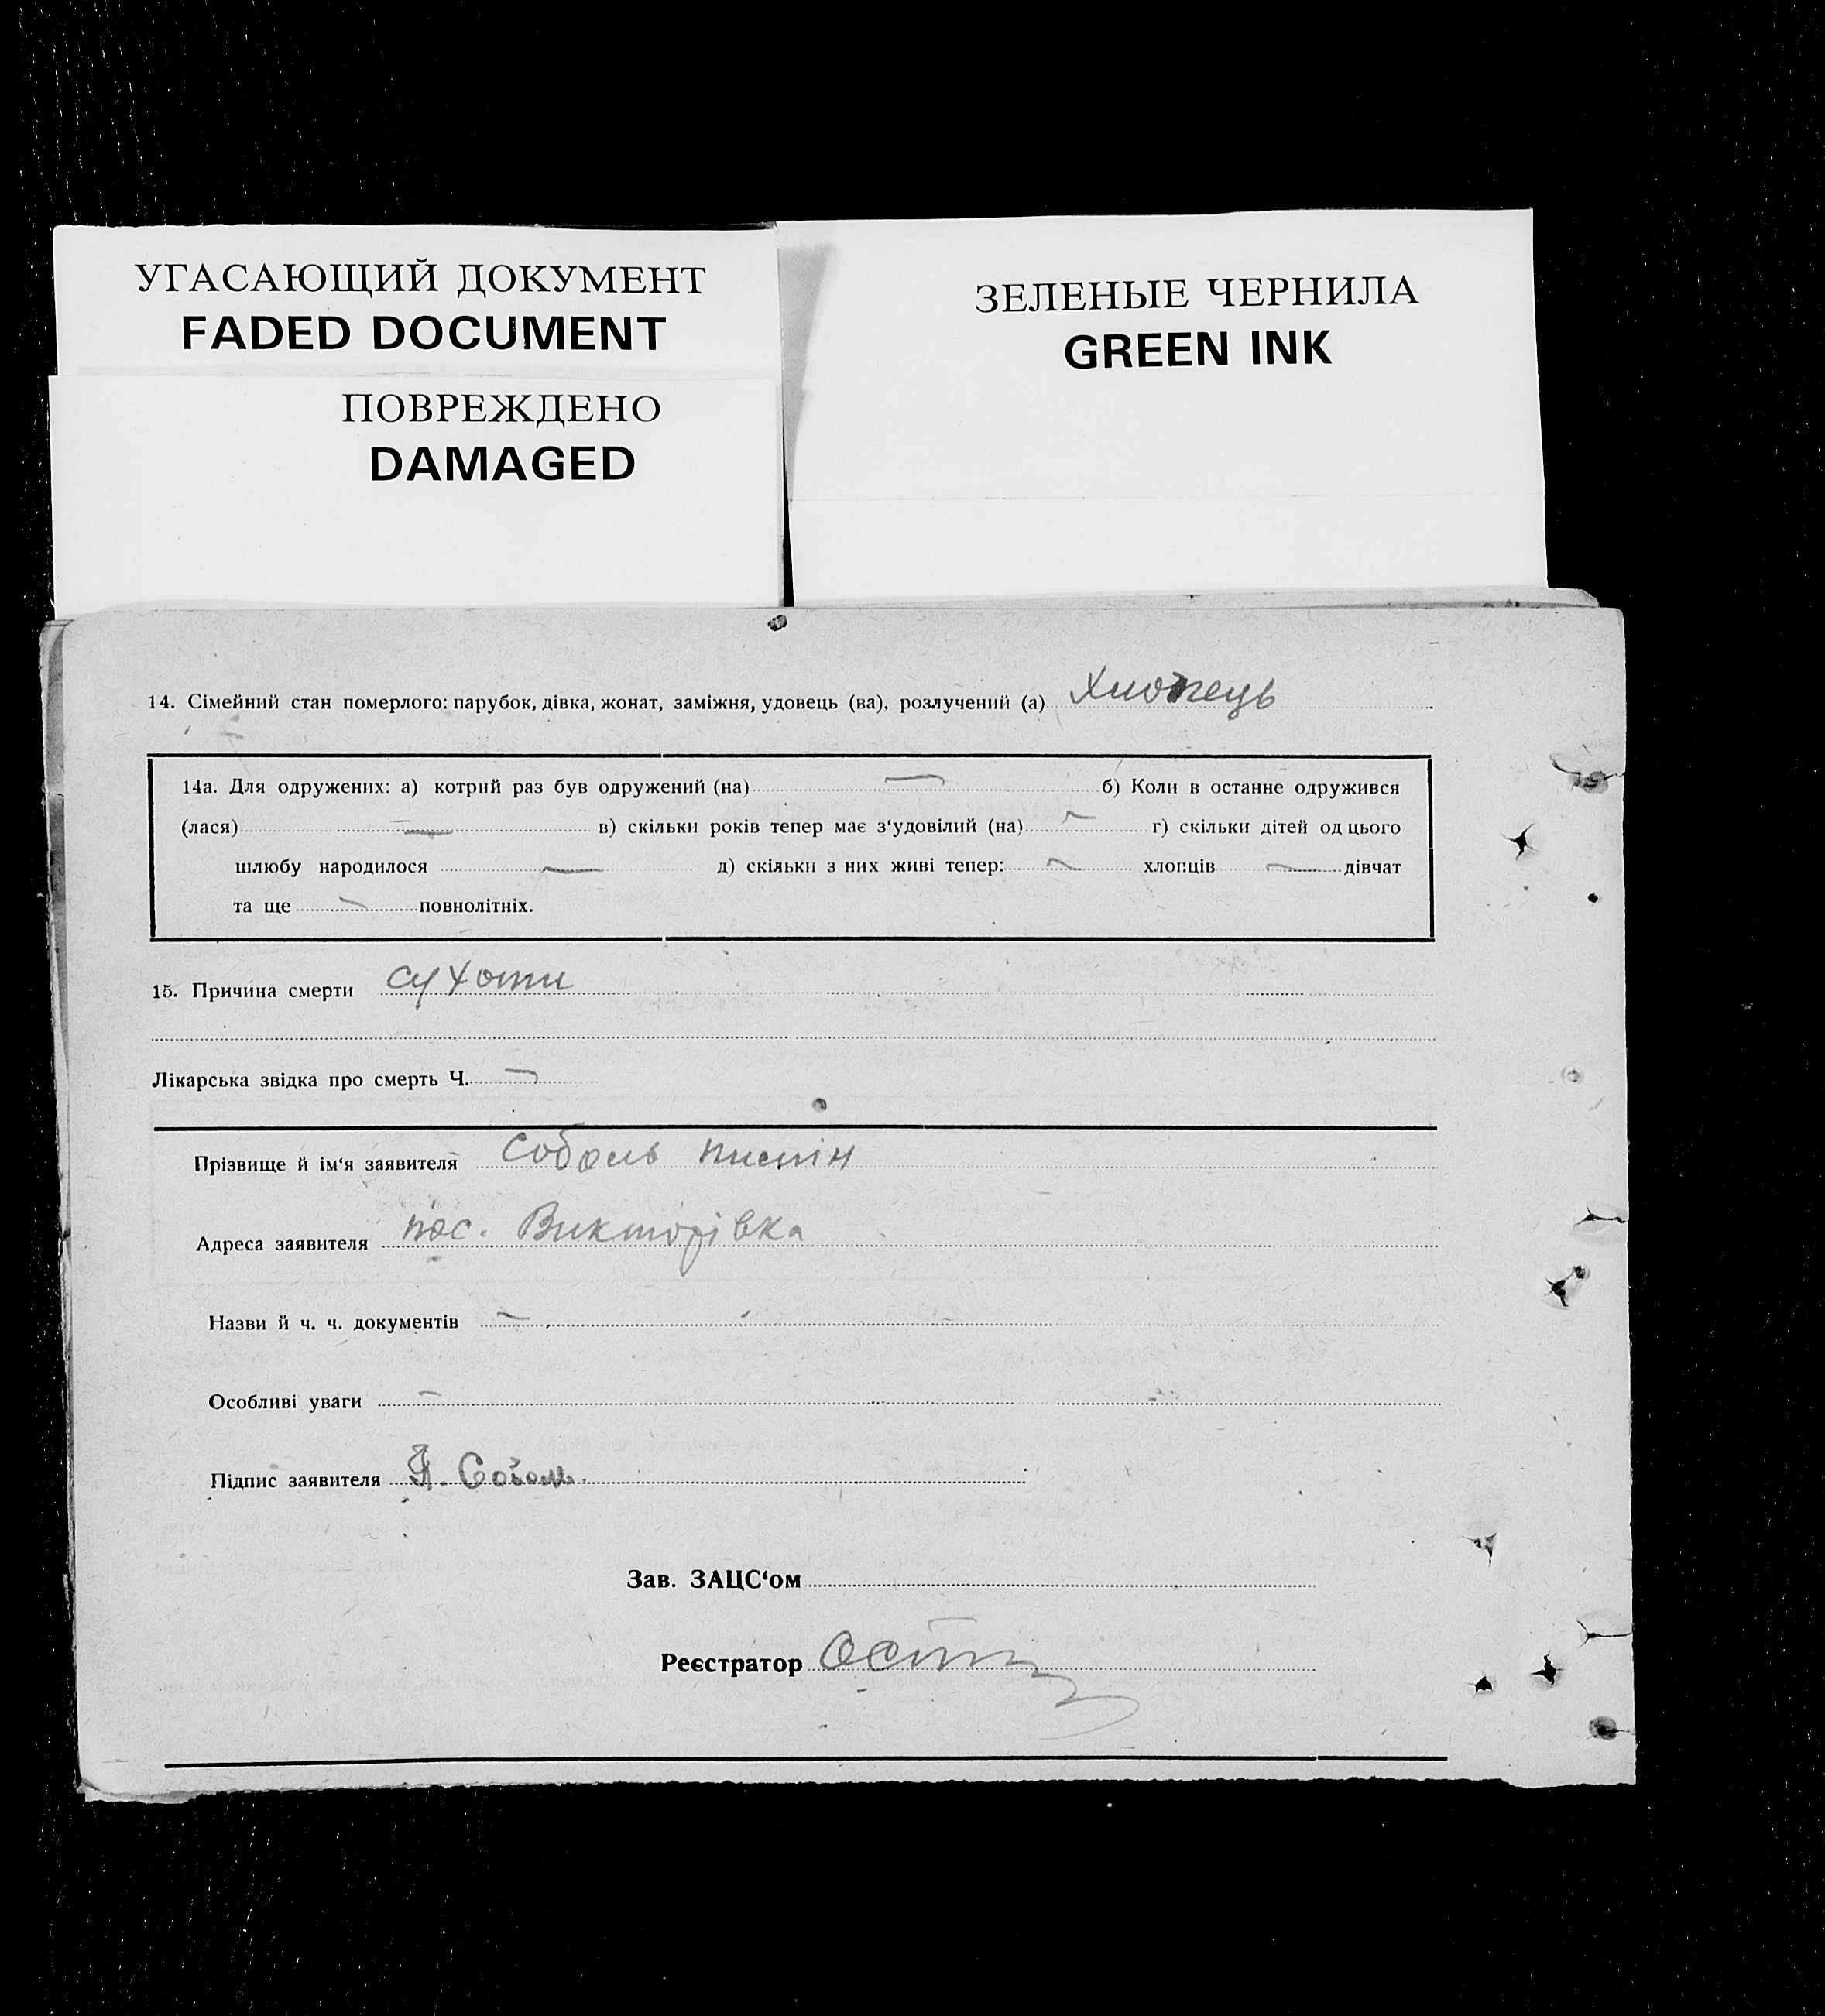 УГАСАЮЩИЙ ДОКУМЕНТ
FADED DOCUMENT
ПОВРЕЖДЕНО
DAMAGED
ЗЕЛЕНЫЕ ЧЕРНИЛА
GREEN INK
14. Сімейний стан померлого: парубок, дівка, жонат, заміжня, удовець (ва), розлучений (а) Хлопець
14а. Для одружених: а) котрий раз був одружений (на) — б) Коли в останне одружився
(лася) — в) скільки років тепер має з‘удовілий (на) — г) скільки дітей од цього
шлюбу народилося — д) скільки з них живі тепер: — хлопців — дівчат
та ще — повнолітніх.
15. Причина смерти сухоти
Лікарська звідка про смерть Ч. —
Прізвище й ім‘я заявителя Соболь
Адреса заявителя пос. Викторівка
Назви й ч. ч. документів —
Особливі уваги —
Підпис заявителя П. Соболь.
Зав. ЗАЦС‘ом
Реєстратор